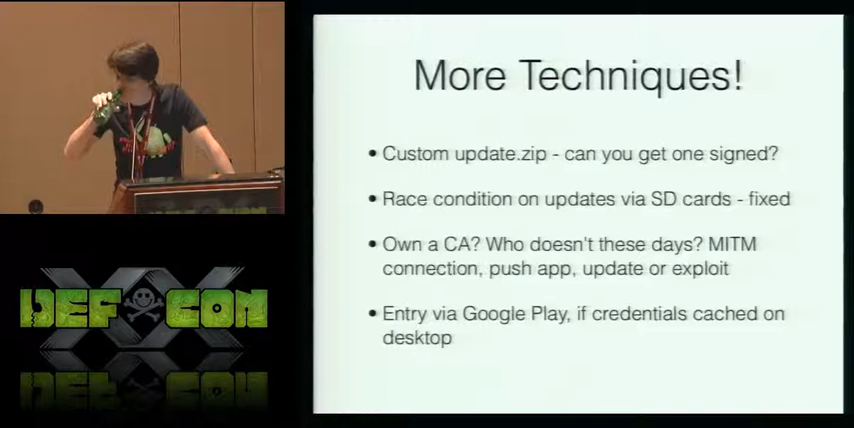 More Techniques!
• Custom update.zip - can you get one signed?
• Race condition on updates via SD cards - fixed
• Own a CA? Who doesn't these days? MITM
connection, push app, update or exploit
• Entry via Google Play, if credentials cached on
desktop
DEF CON
XX